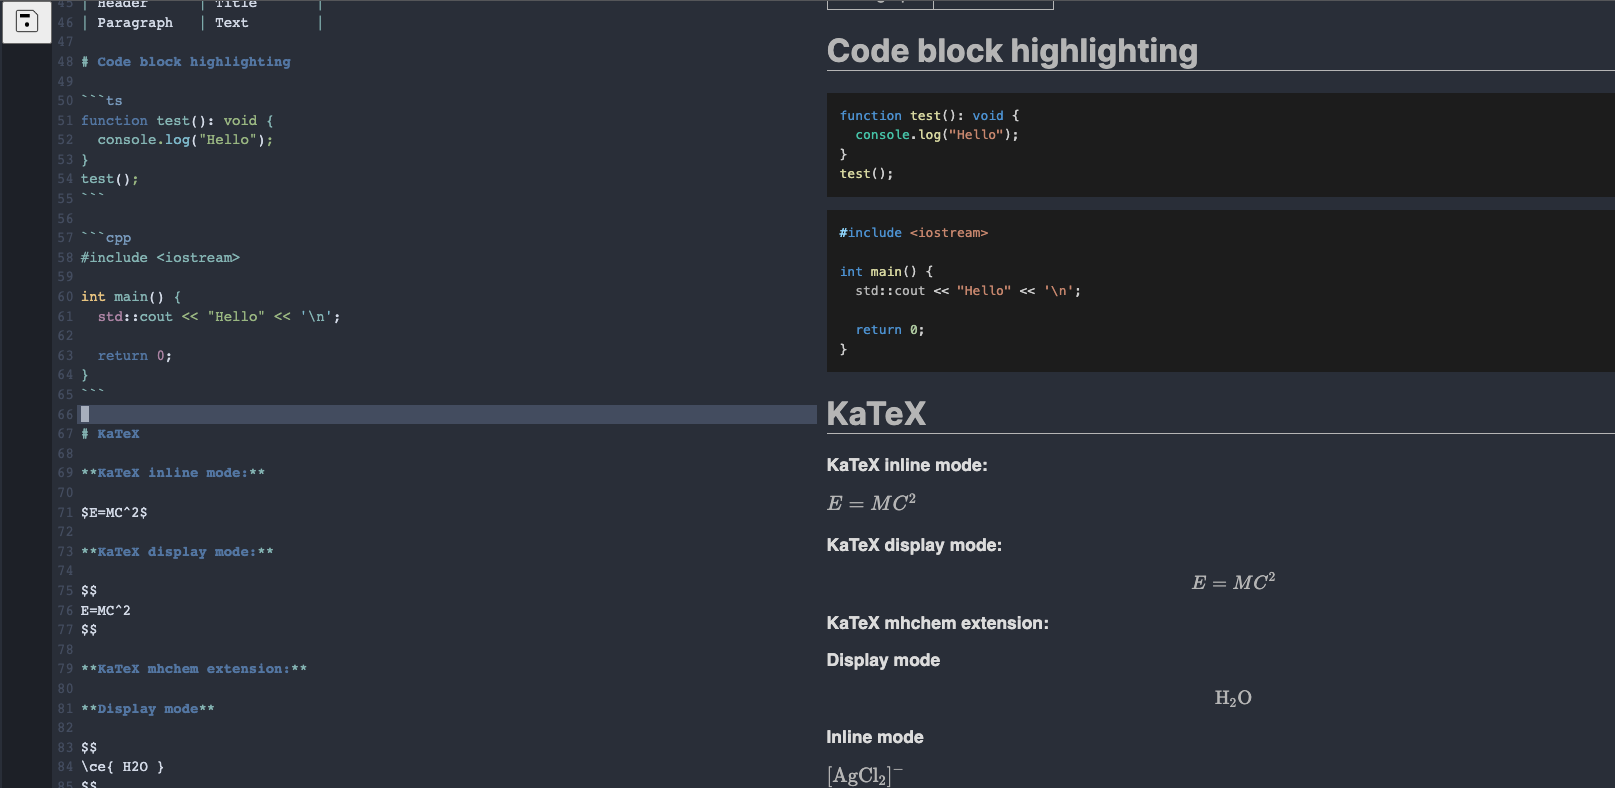 45 | Header | Title |
46 | Paragraph | Text |
47
48 # Code block highlighting
49
50 ```ts
51 function test(): void {
52   console.log("Hello");
53 }
54 test();
55 ```
56
57 ```cpp
58 #include <iostream>
59
60 int main() {
61   std::cout << "Hello" << '\n';
62
63   return 0;
64 }
65 ```
66
67 # KaTeX
68
69 **KaTeX inline mode:**
70
71 $E=MC^2$
72
73 **KaTeX display mode:**
74
75 $$
76 E=MC^2
77 $$
78
79 **KaTeX mhchem extension:**
80
81 **Display mode**
82
83 $$
84 \ce{ H2O }
85 $$
Code block highlighting
function test(): void {
  console.log("Hello");
}
test();
#include <iostream>
int main() {
  std::cout << "Hello" << '\n';
  return 0;
}
KaTeX
KaTeX inline mode:
E = MC²
KaTeX display mode:
E = MC²
KaTeX mhchem extension:
Display mode
H₂O
Inline mode
[AgCl₂]⁻